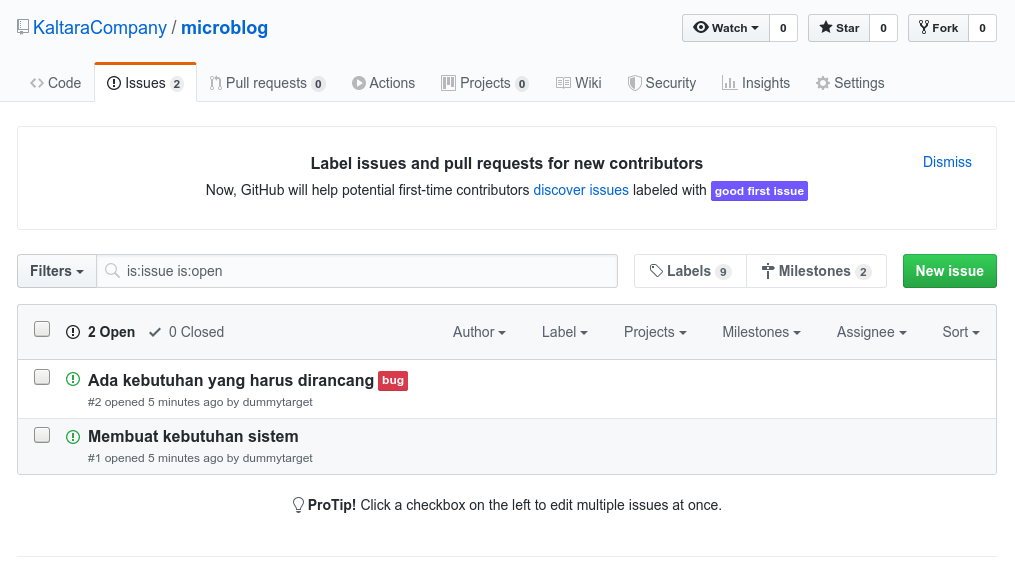 KaltaraCompany / microblog
Watch 0 Star 0 Fork 0
Code Issues 2 Pull requests 0 Actions Projects 0 Wiki Security Insights Settings
Label issues and pull requests for new contributors
Dismiss
Now, GitHub will help potential first-time contributors discover issues labeled with good first issue
Filters is:issue is:open Labels 9 Milestones 2 New issue
2 Open 0 Closed Author Label Projects Milestones Assignee Sort
Ada kebutuhan yang harus dirancang bug
#2 opened 5 minutes ago by dummytarget
Membuat kebutuhan sistem
#1 opened 5 minutes ago by dummytarget
ProTip! Click a checkbox on the left to edit multiple issues at once.